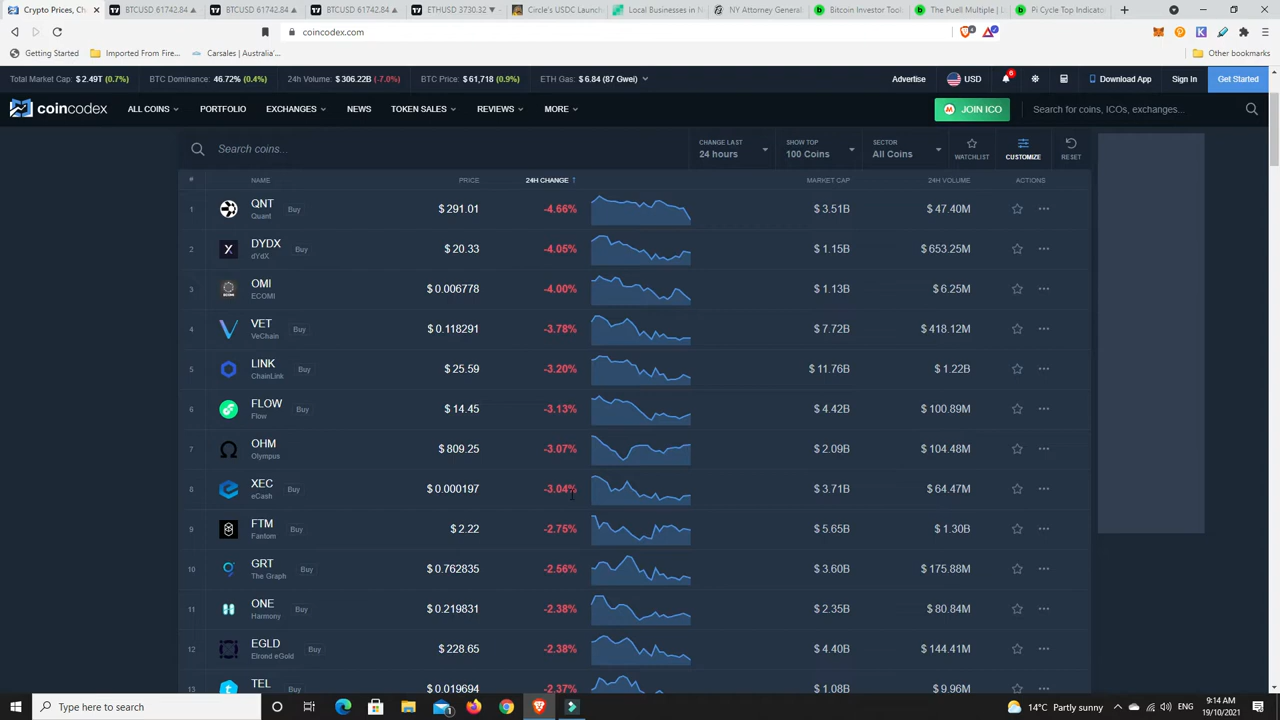 Crypto Prices, Ch
BTCUSD 61742.84 ▲
BTCUSD 61742.84 ▲
BTCUSD 61742.84 ▲
ETHUSD 3730.32 ▼
Circle's USDC Launch
Local Businesses in N
NY Attorney General
Bitcoin Investor Tool
The Puell Multiple | L
Pi Cycle Top Indicato
coincodex.com
Getting Started
Imported From Fire...
Carsales | Australia'...
Other bookmarks
Total Market Cap: $ 2.49T (0.7%)
BTC Dominance: 46.72% (0.4%)
24h Volume: $ 306.22B (-7.0%)
BTC Price: $ 61,718 (0.9%)
ETH Gas: $ 6.84 (87 Gwei)
Advertise
USD
6
Download App
Sign In
Get Started
coincodex
ALL COINS
PORTFOLIO
EXCHANGES
NEWS
TOKEN SALES
REVIEWS
MORE
JOIN ICO
Search for coins, ICOs, exchanges...
Search coins...
CHANGE LAST
24 hours
SHOW TOP
100 Coins
SECTOR
All Coins
WATCHLIST
CUSTOMIZE
RESET
# NAME PRICE 24H CHANGE ↑ MARKET CAP 24H VOLUME ACTIONS
1 QNT Quant Buy $ 291.01 -4.66% $ 3.51B $ 47.40M
2 DYDX dYdX Buy $ 20.33 -4.05% $ 1.15B $ 653.25M
3 OMI ECOMI $ 0.006778 -4.00% $ 1.13B $ 6.25M
4 VET VeChain Buy $ 0.118291 -3.78% $ 7.72B $ 418.12M
5 LINK ChainLink Buy $ 25.59 -3.20% $ 11.76B $ 1.22B
6 FLOW Flow Buy $ 14.45 -3.13% $ 4.42B $ 100.89M
7 OHM Olympus $ 809.25 -3.07% $ 2.09B $ 104.48M
8 XEC eCash Buy $ 0.000197 -3.04% $ 3.71B $ 64.47M
9 FTM Fantom Buy $ 2.22 -2.75% $ 5.65B $ 1.30B
10 GRT The Graph Buy $ 0.762835 -2.56% $ 3.60B $ 175.88M
11 ONE Harmony Buy $ 0.219831 -2.38% $ 2.35B $ 80.84M
12 EGLD Elrond eGold Buy $ 228.65 -2.38% $ 4.40B $ 144.41M
13 TEL Buy $ 0.019694 -2.37% $ 1.08B $ 9.96M
Type here to search
14°C Partly sunny
ENG
9:14 AM
19/10/2021